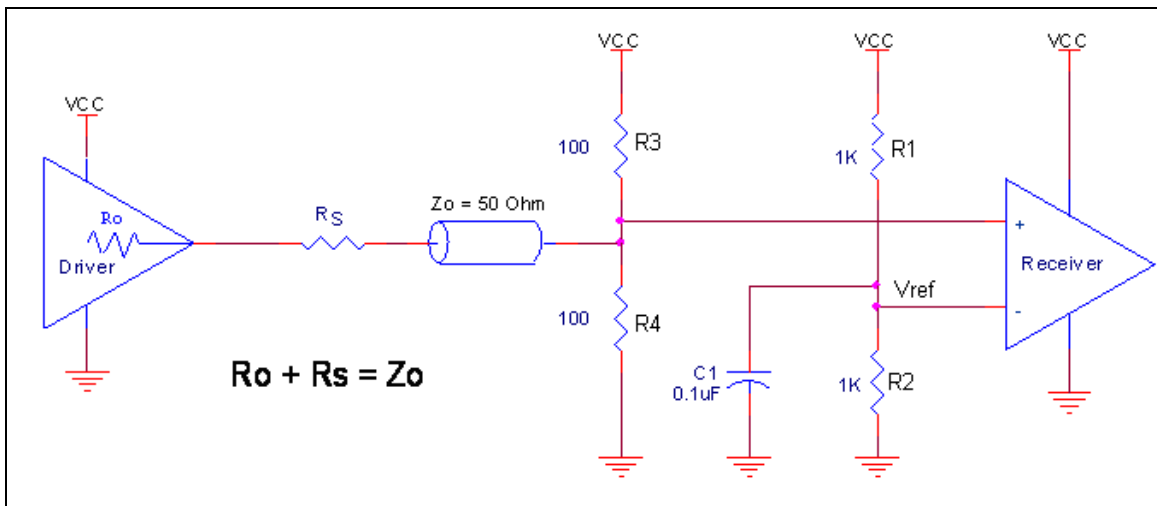 VCC
VCC
VCC
VCC
100
R3
1K
R1
Zo = 50 Ohm
RS
Ro
Driver
+
Receiver
Vref
-
100
R4
Ro + Rs = Zo
C1
0.1uF
1K
R2